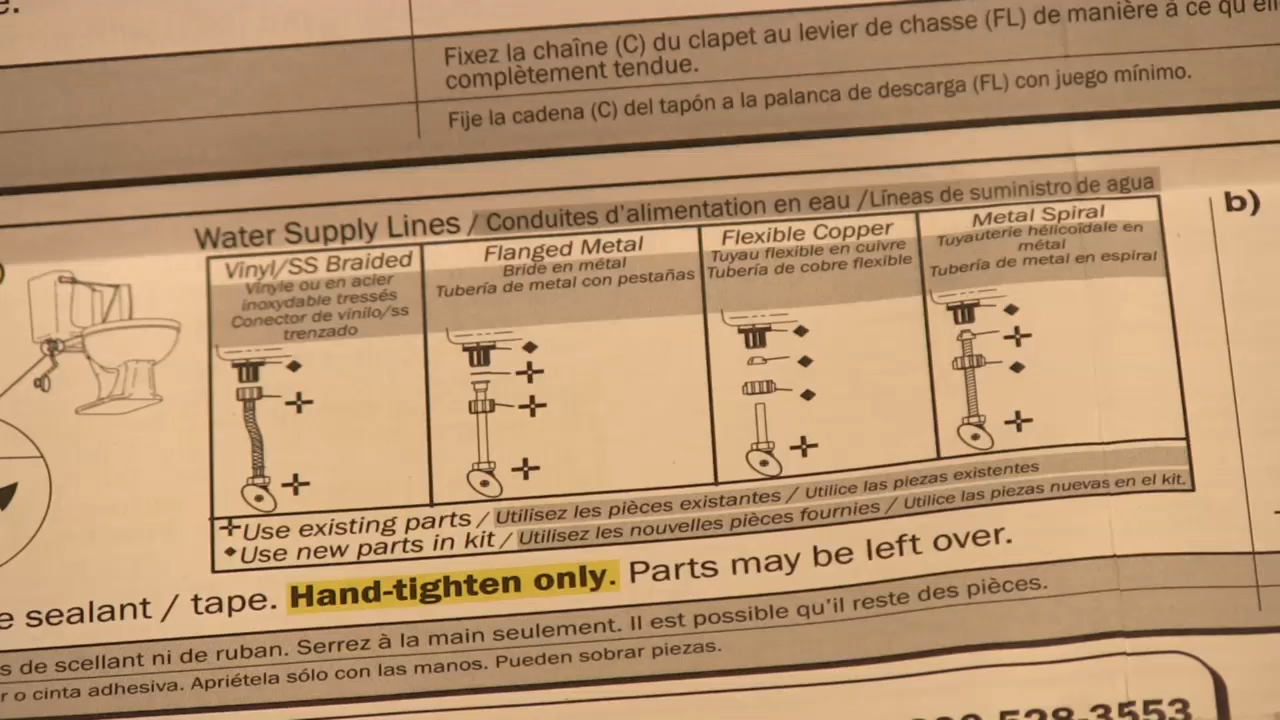 Fixez la chaîne (C) du clapet au levier de chasse (FL) de manière à ce qu'elle
complètement tendue.
Fije la cadena (C) del tapón a la palanca de descarga (FL) con juego mínimo.
Water Supply Lines / Conduites d'alimentation en eau /Líneas de suministro de agua
b)
Vinyl/SS Braided
Vinyle ou en acier
inoxydable tressés
Conector de vinilo/ss
trenzado
Flanged Metal
Bride en métal
Tubería de metal con pestañas
Flexible Copper
Tuyau flexible en cuivre
Tubería de cobre flexible
Metal Spiral
Tuyauterie hélicoïdale en
métal
Tubería de metal en espiral
Use existing parts / Utilisez les pièces existantes / Utilice las piezas existentes
Use new parts in kit / Utilisez les nouvelles pièces fournies / Utilice las piezas nuevas en el kit.
sealant / tape. Hand-tighten only. Parts may be left over.
s de scellant ni de ruban. Serrez à la main seulement. Il est possible qu'il reste des pièces.
r o cinta adhesiva. Apriétela sólo con las manos. Pueden sobrar piezas.
528-3553